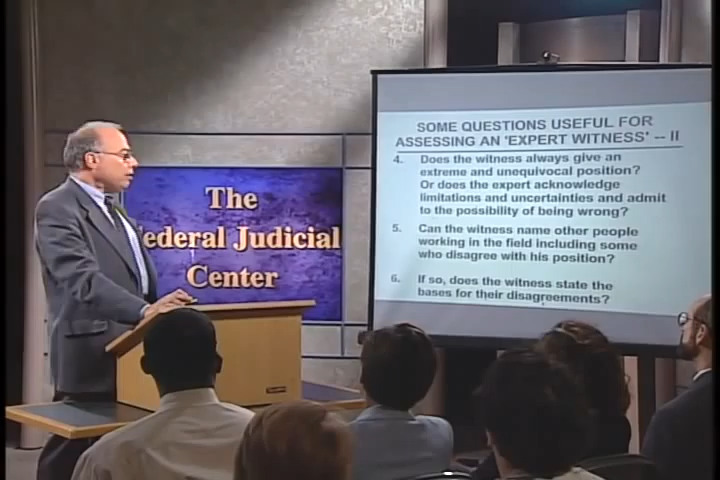 The
Federal Judicial
Center
SOME QUESTIONS USEFUL FOR
ASSESSING AN 'EXPERT WITNESS' -- II
4. Does the witness always give an
extreme and unequivocal position?
Or does the expert acknowledge
limitations and uncertainties and admit
to the possibility of being wrong?
5. Can the witness name other people
working in the field including some
who disagree with his position?
6. If so, does the witness state the
bases for their disagreements?